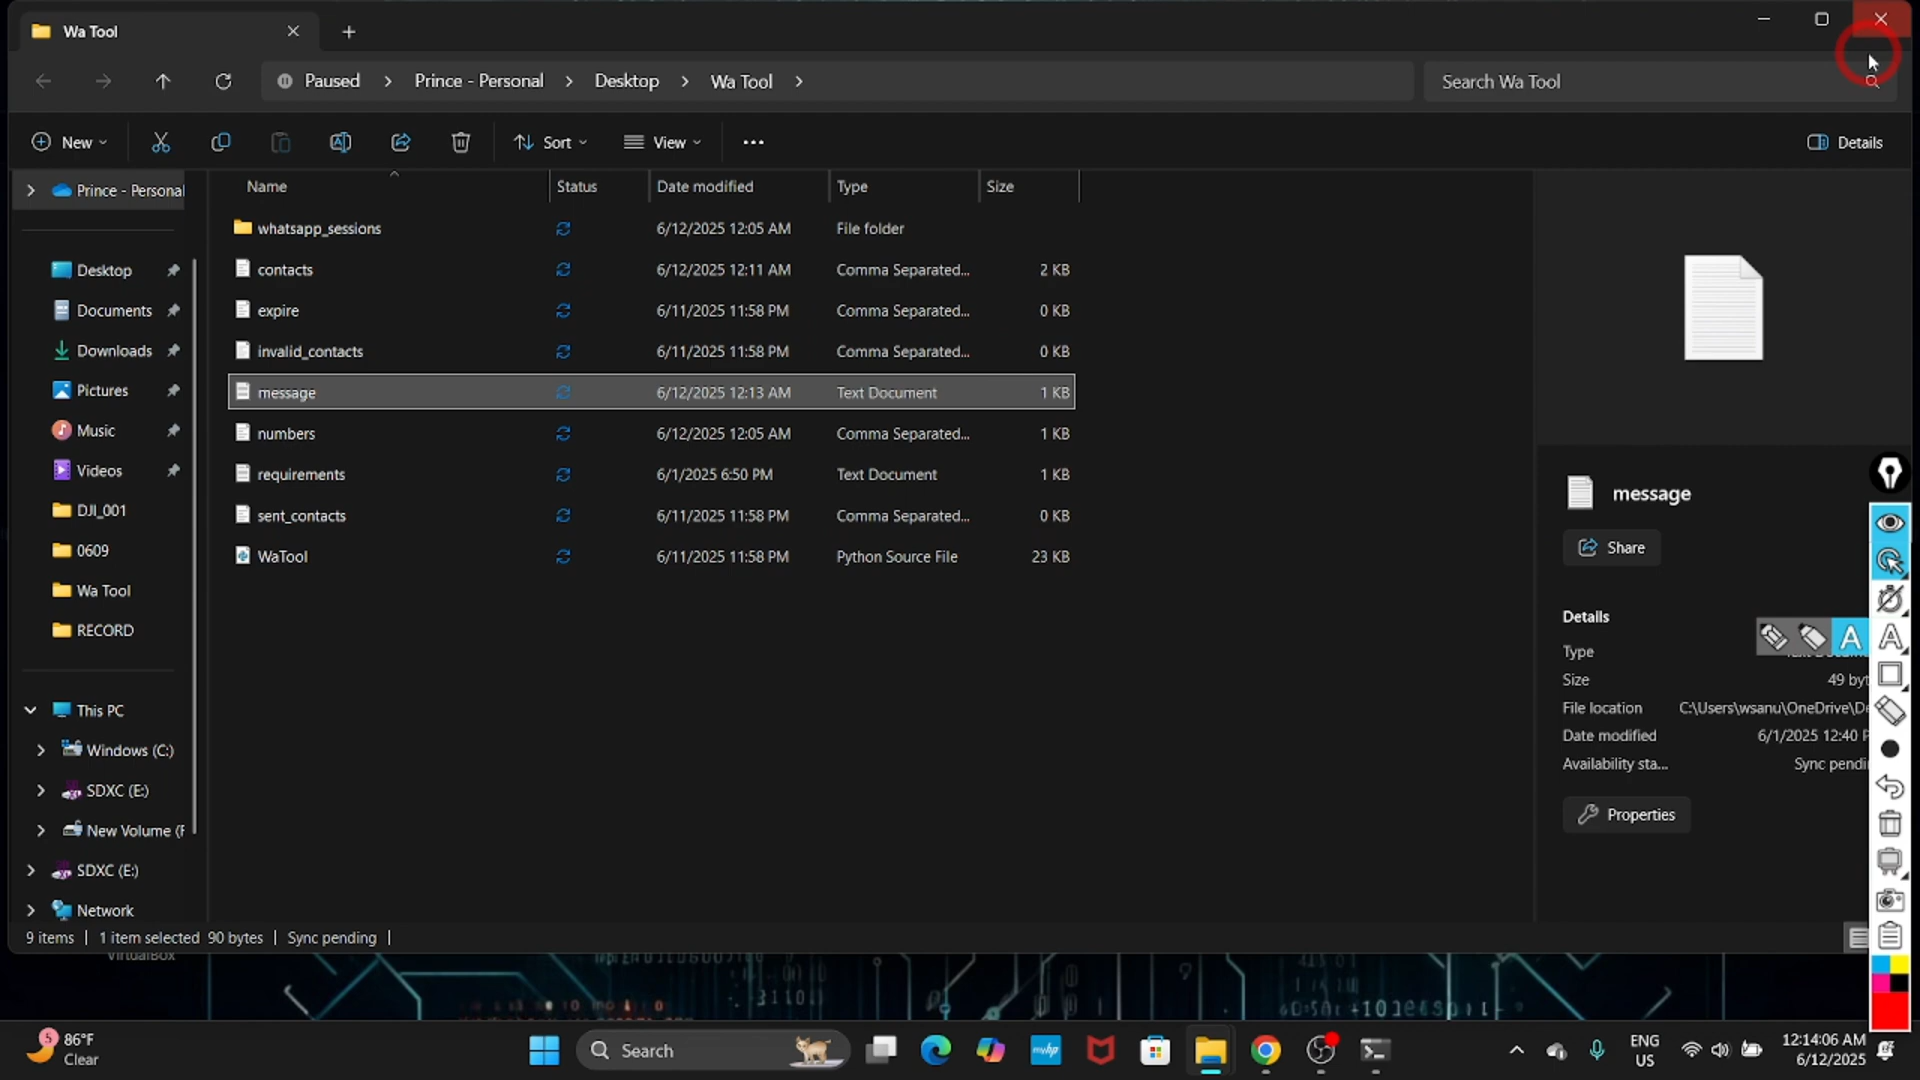 Wa Tool
Paused > Prince - Personal > Desktop > Wa Tool >
Search Wa Tool
New
Sort
View
Details
Prince - Personal
Name Status Date modified Type Size
whatsapp_sessions 6/12/2025 12:05 AM File folder
contacts 6/12/2025 12:11 AM Comma Separated... 2 KB
expire 6/11/2025 11:58 PM Comma Separated... 0 KB
invalid_contacts 6/11/2025 11:58 PM Comma Separated... 0 KB
message 6/12/2025 12:13 AM Text Document 1 KB
numbers 6/12/2025 12:05 AM Comma Separated... 1 KB
requirements 6/1/2025 6:50 PM Text Document 1 KB
sent_contacts 6/11/2025 11:58 PM Comma Separated... 0 KB
WaTool 6/11/2025 11:58 PM Python Source File 23 KB
Desktop
Documents
Downloads
Pictures
Music
Videos
DJI_001
0609
Wa Tool
RECORD
This PC
Windows (C:)
SDXC (E:)
New Volume (F
SDXC (E:)
Network
message
Share
Details
Type
Size 49 byt
File location C:\Users\wsanu\OneDrive\De
Date modified 6/1/2025 12:40 P
Availability sta... Sync pendi
Properties
A A
9 items | 1 item selected 90 bytes | Sync pending |
VirtualBox
5
86°F
Clear
Search
myhp
ENG
US
12:14:06 AM
6/12/2025